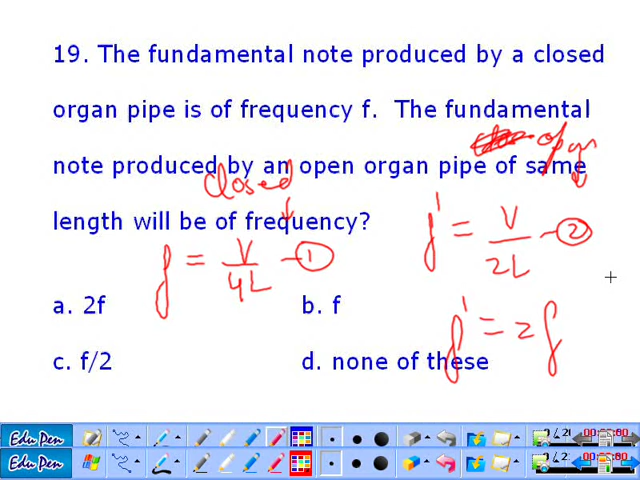 19. The fundamental note produced by a closed
organ pipe is of frequency f. The fundamental
open
note produced by an open organ pipe of same
closed
length will be of frequency?
f = V/4L - ①
f' = V/2L - ②
a. 2f
b. f
f' = 2f
c. f/2
d. none of these
Edu Pen
Edu Pen